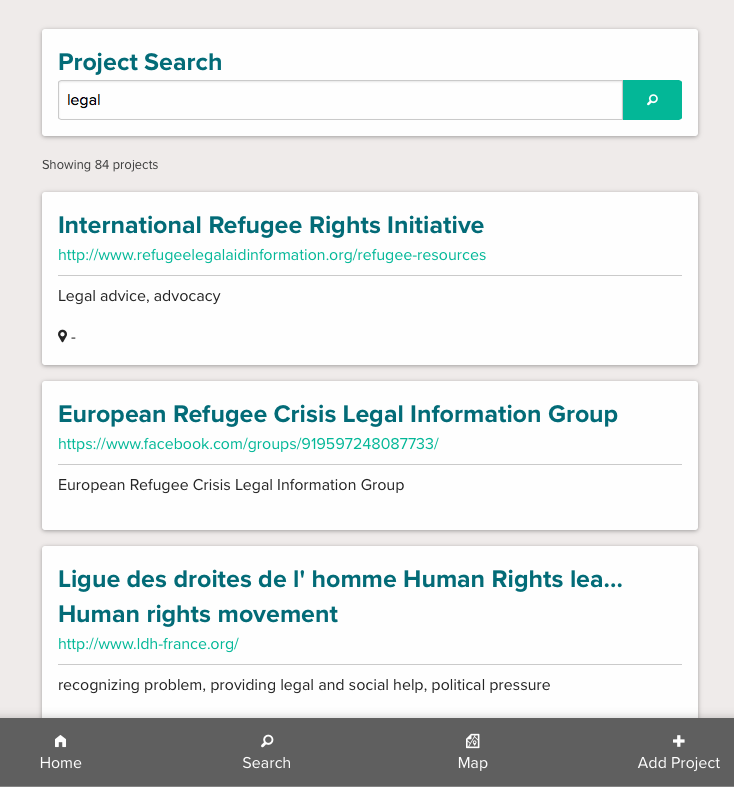 Project Search
legal
Showing 84 projects
International Refugee Rights Initiative
http://www.refugeelegalaidinformation.org/refugee-resources
Legal advice, advocacy
-
European Refugee Crisis Legal Information Group
https://www.facebook.com/groups/919597248087733/
European Refugee Crisis Legal Information Group
Ligue des droites de l' homme Human Rights lea...
Human rights movement
http://www.ldh-france.org/
recognizing problem, providing legal and social help, political pressure
Home
Search
Map
Add Project